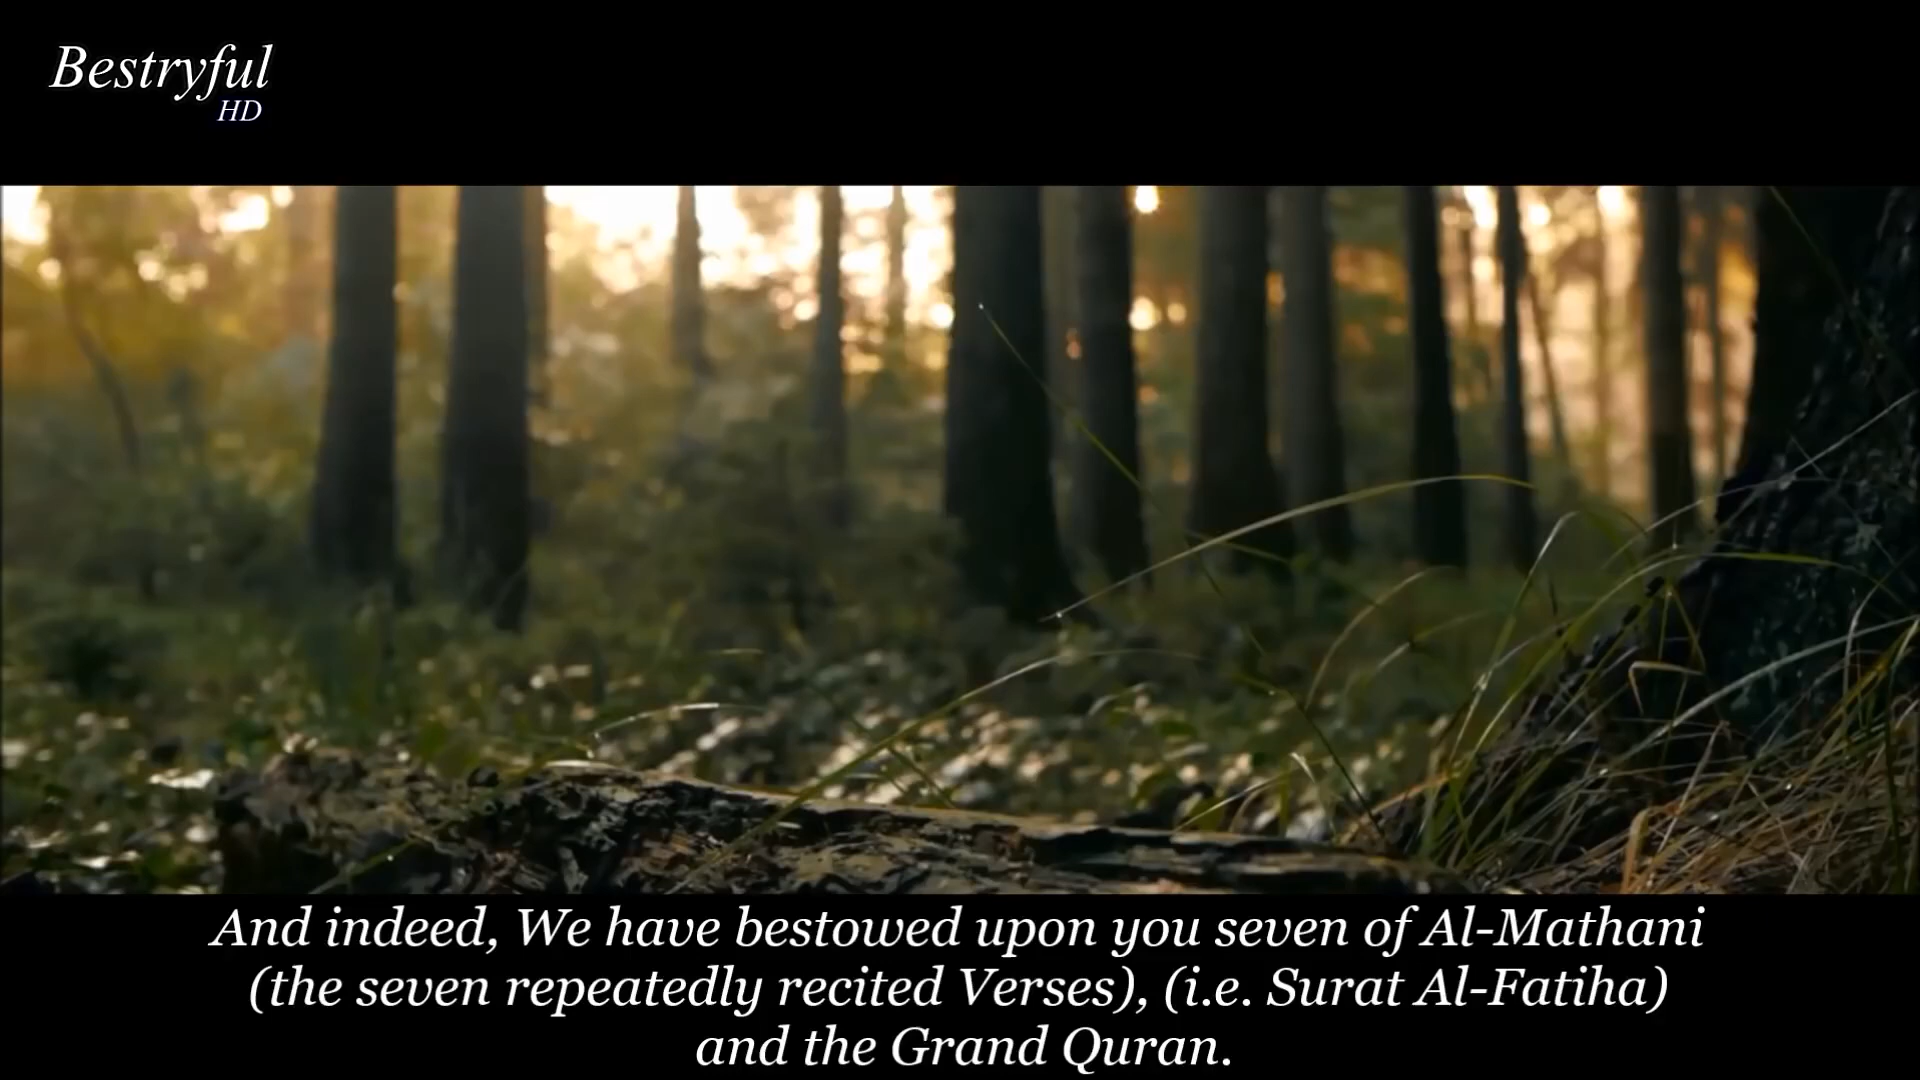 Bestryful
HD
And indeed, We have bestowed upon you seven of Al-Mathani
(the seven repeatedly recited Verses), (i.e. Surat Al-Fatiha)
and the Grand Quran.